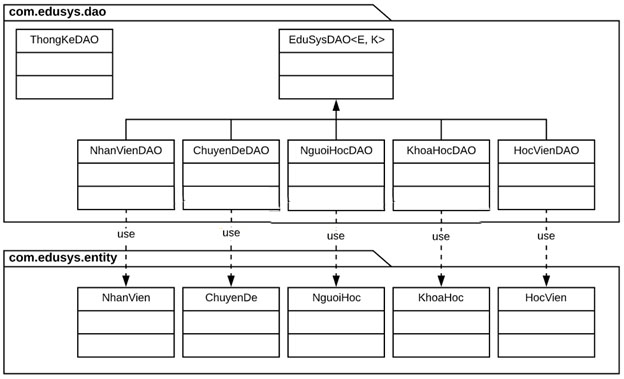 com.edusys.dao
ThongKeDAO
EduSysDAO<E, K>
NhanVienDAO
ChuyenDeDAO
NguoiHocDAO
KhoaHocDAO
HocVienDAO
use
use
use
use
use
com.edusys.entity
NhanVien
ChuyenDe
NguoiHoc
KhoaHoc
HocVien